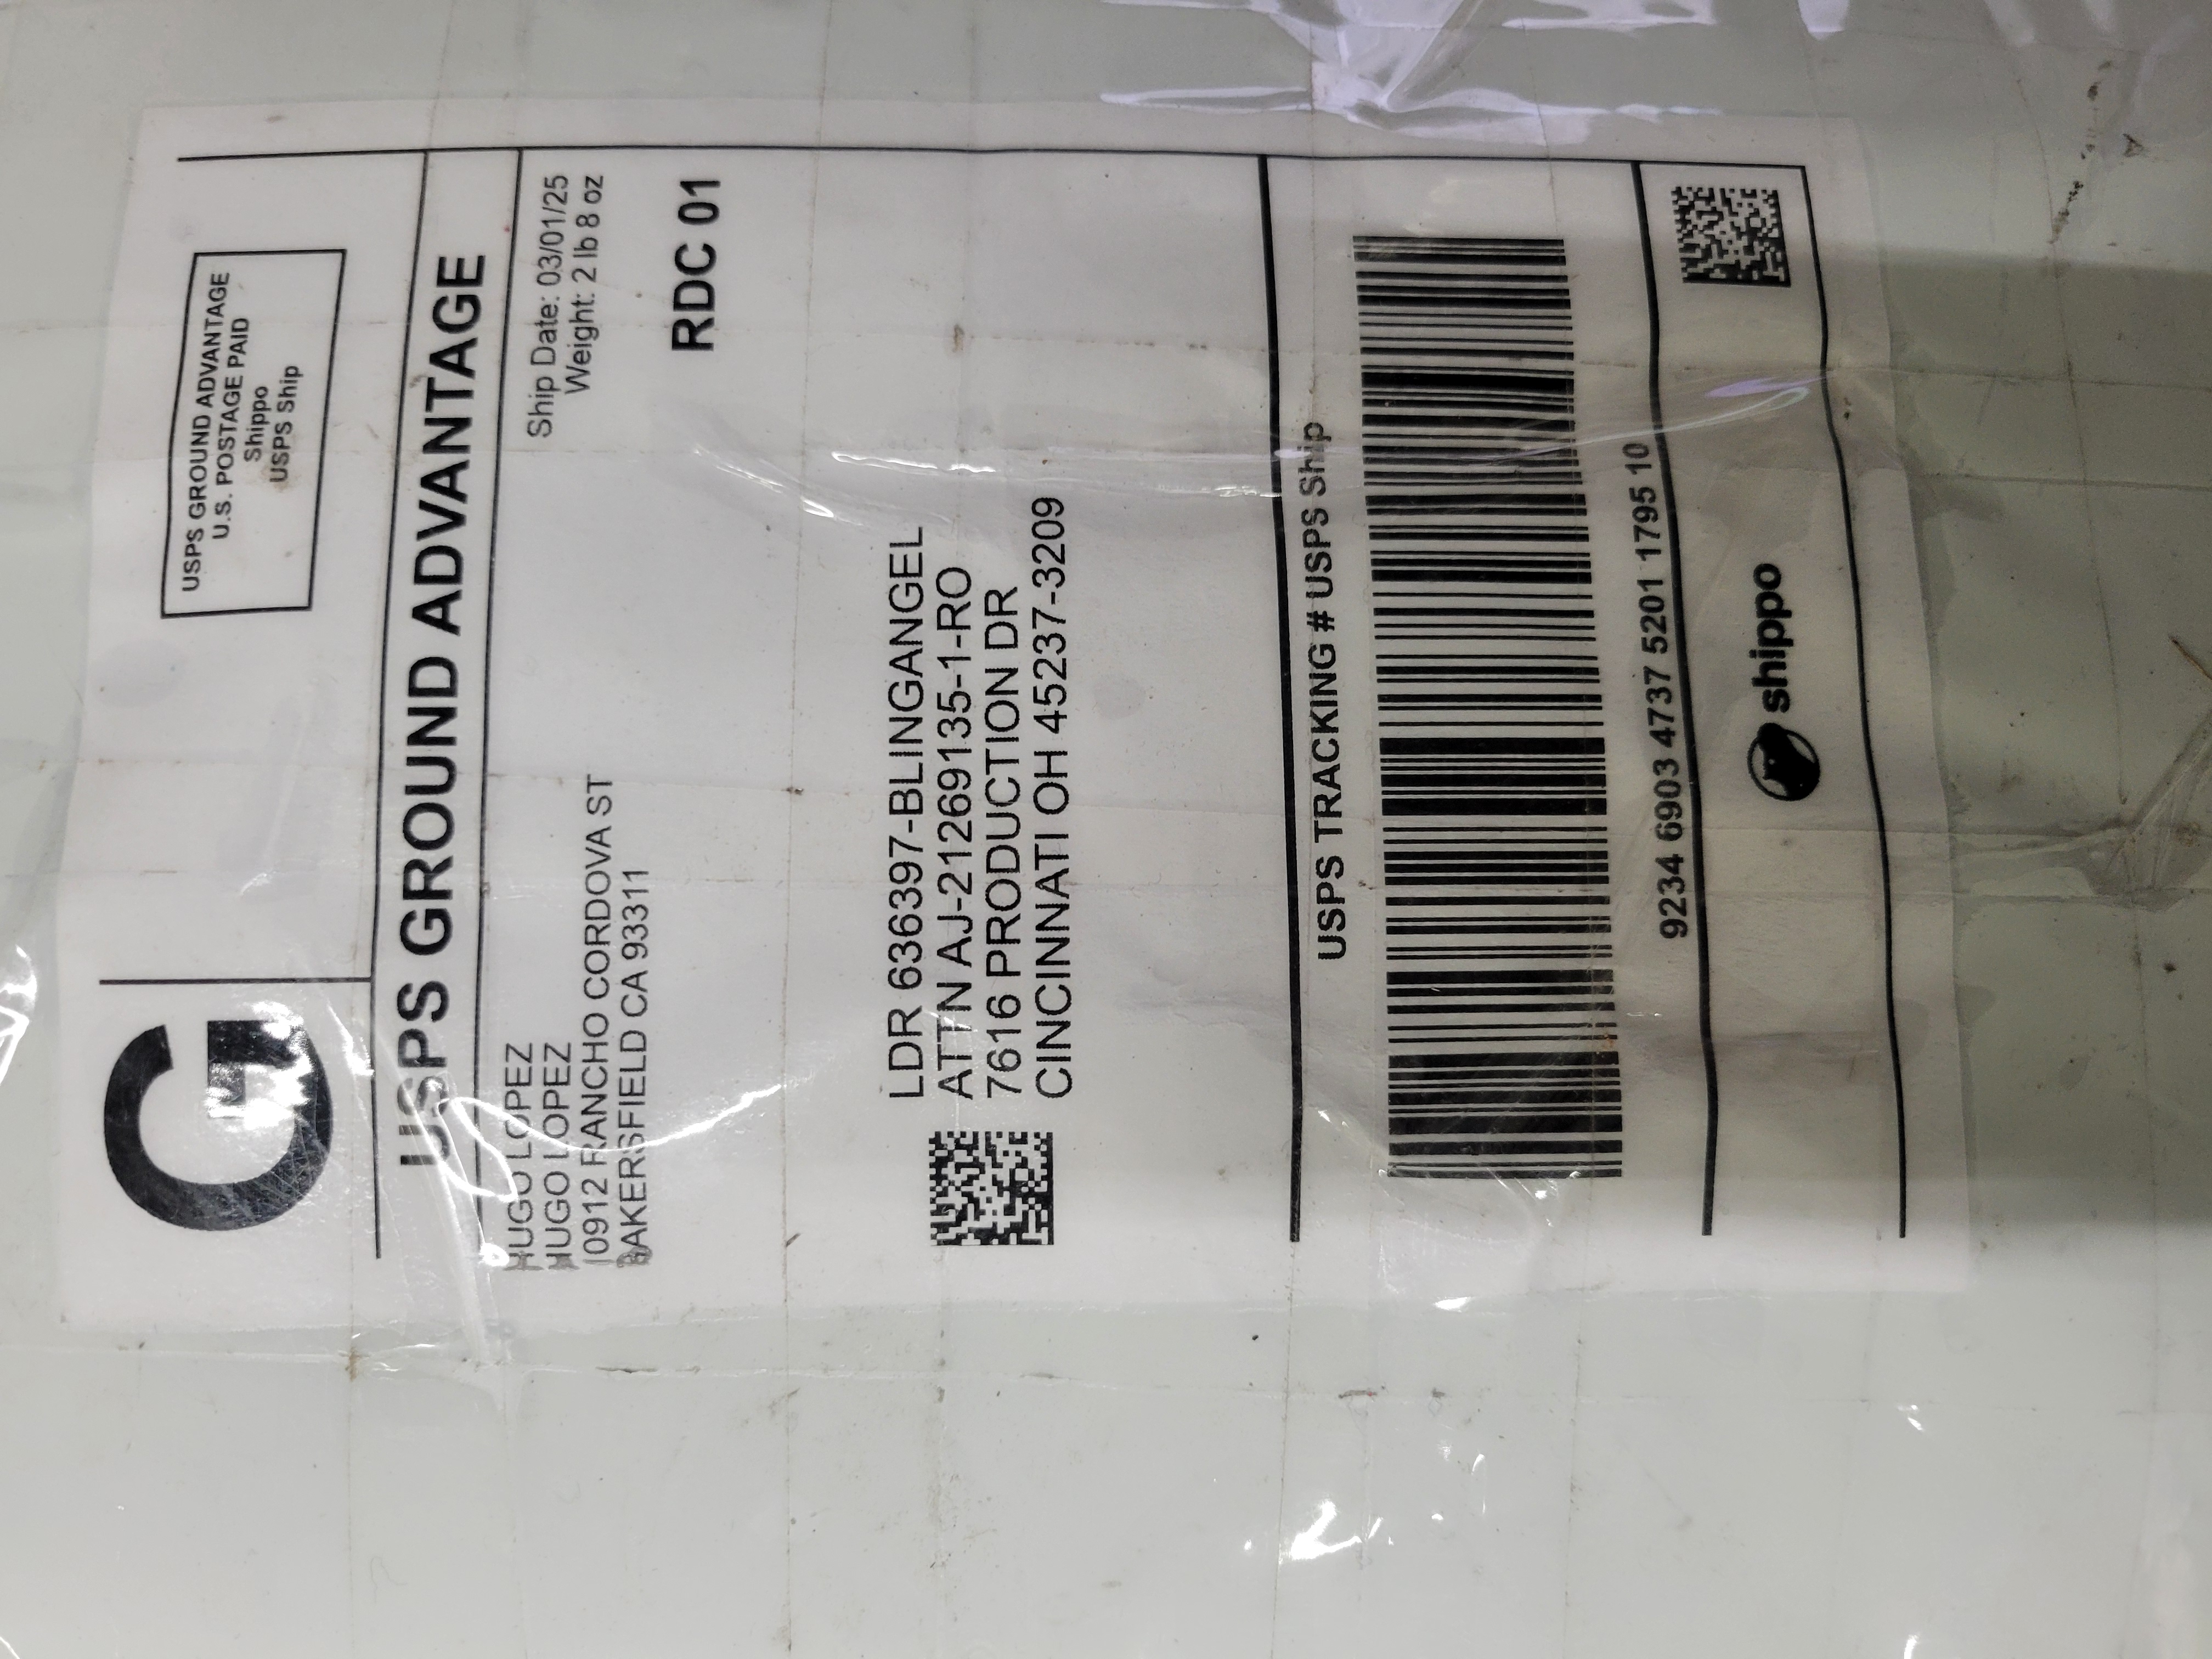 G
USPS GROUND ADVANTAGE
U.S. POSTAGE PAID
Shippo
USPS Ship
USPS GROUND ADVANTAGE
HUGO LOPEZ
HUGO LOPEZ
10912 RANCHO CORDOVA ST
BAKERSFIELD CA 93311
Ship Date: 03/01/25
Weight: 2 lb 8 oz
RDC 01
LDR 636397-BLINGANGEL
ATTN AJ-21269135-1-RO
7616 PRODUCTION DR
CINCINNATI OH 45237-3209
USPS TRACKING # USPS Ship
9234 6903 4737 5201 1795 10
shippo